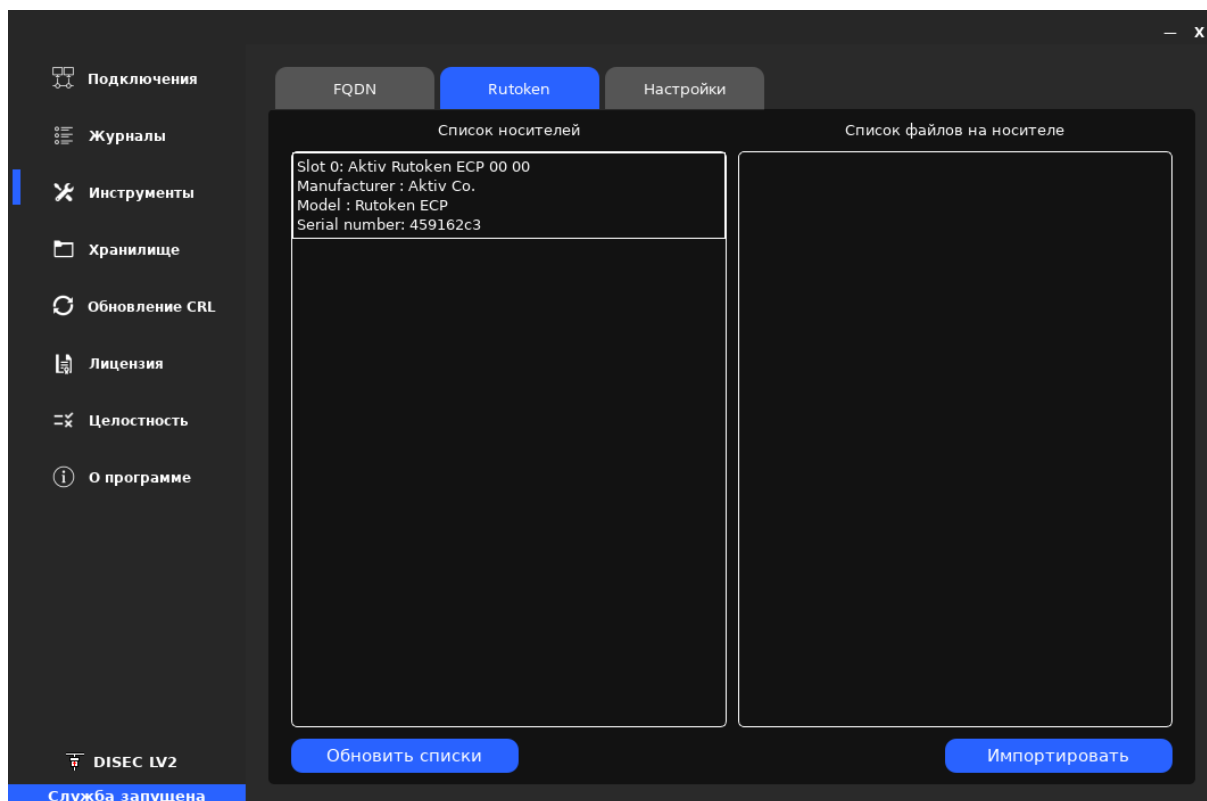 — X
Подключения
Журналы
Инструменты
Хранилище
Обновление CRL
Лицензия
Целостность
О программе
DISEC LV2
Служба запущена
FQDN
Rutoken
Настройки
Список носителей
Slot 0: Aktiv Rutoken ECP 00 00
Manufacturer : Aktiv Co.
Model : Rutoken ECP
Serial number: 459162c3
Список файлов на носителе
Обновить списки
Импортировать